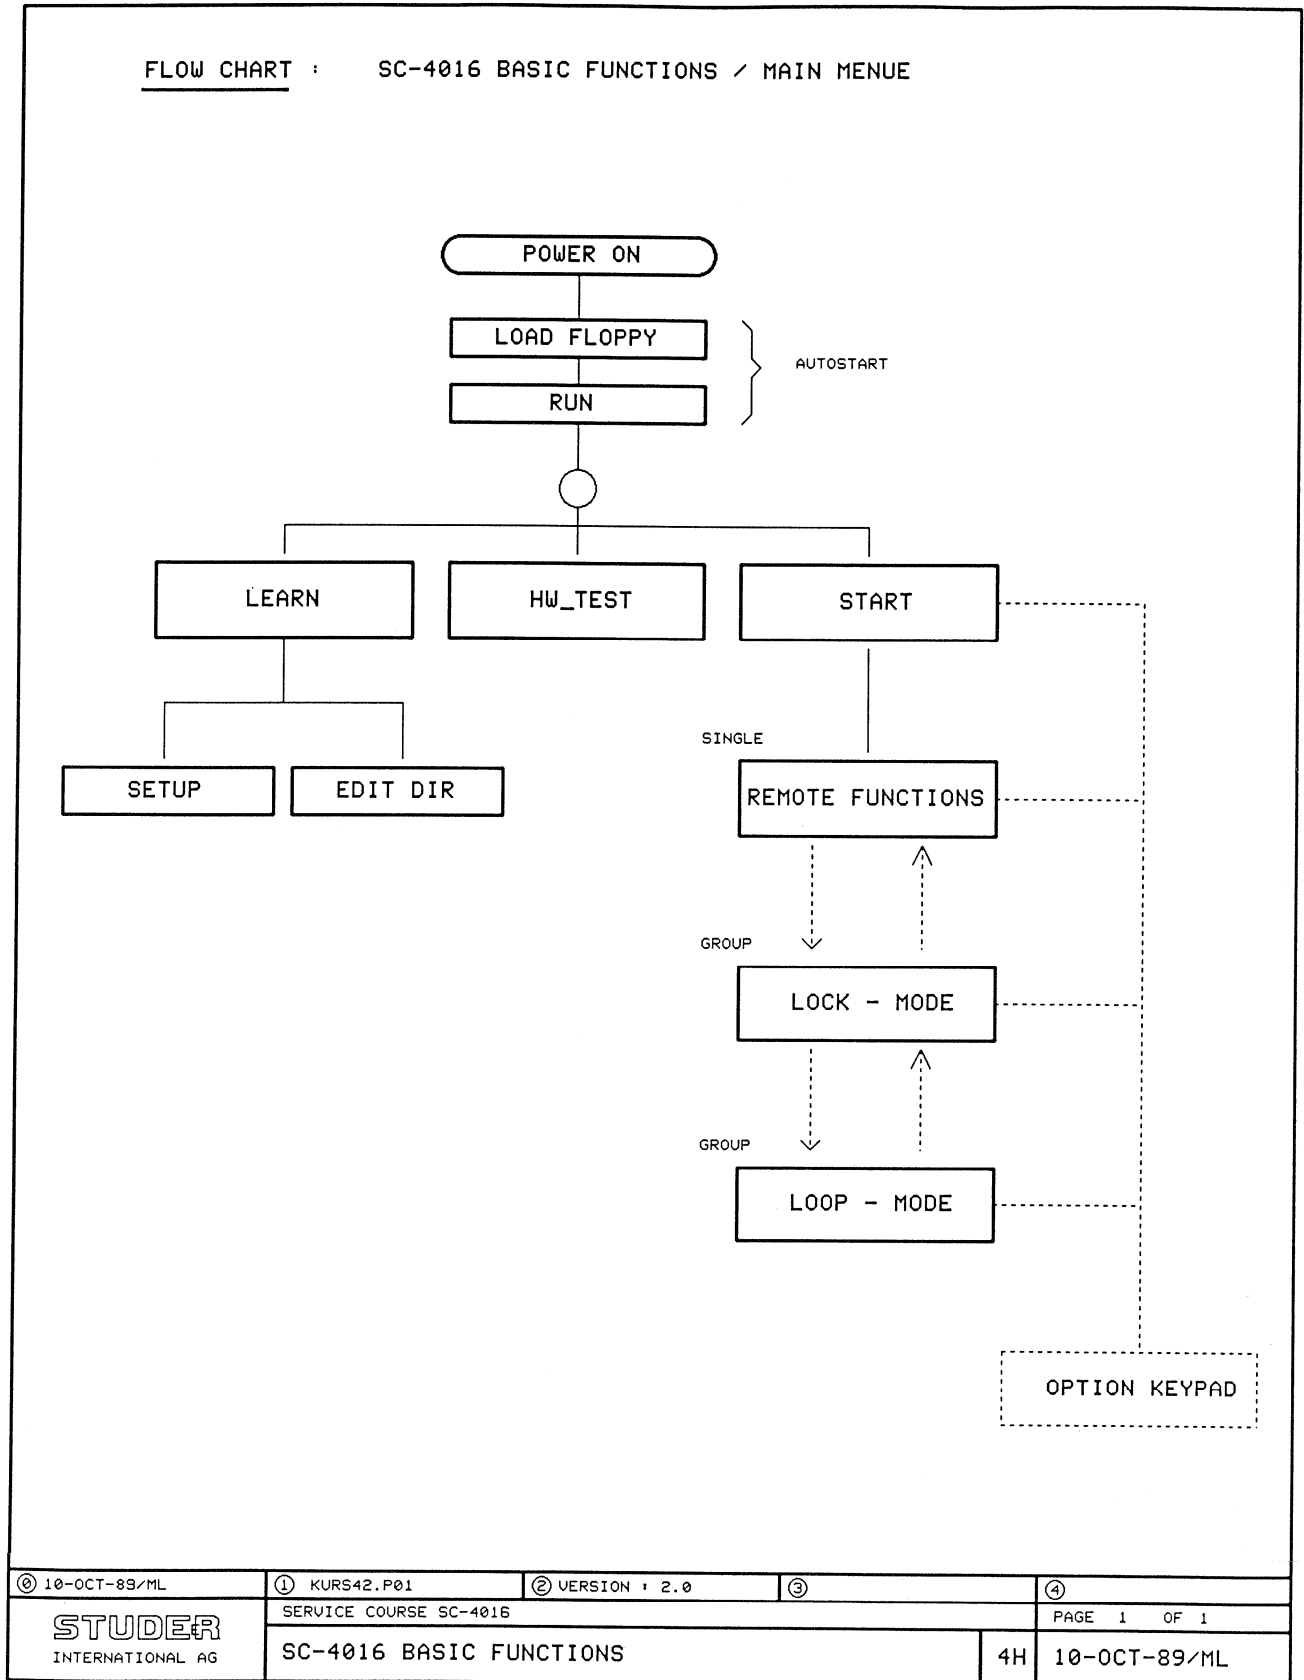 FLOW CHART : SC-4016 BASIC FUNCTIONS / MAIN MENUE
POWER ON
LOAD FLOPPY
AUTOSTART
RUN
LEARN
HW_TEST
START
SINGLE
SETUP
EDIT DIR
REMOTE FUNCTIONS
GROUP
LOCK - MODE
GROUP
LOOP - MODE
OPTION KEYPAD
⓪ 10-OCT-89/ML
① KURS42.P01
② VERSION : 2.0
③
④
STUDER
INTERNATIONAL AG
SERVICE COURSE SC-4016
PAGE 1 OF 1
SC-4016 BASIC FUNCTIONS
4H
10-OCT-89/ML